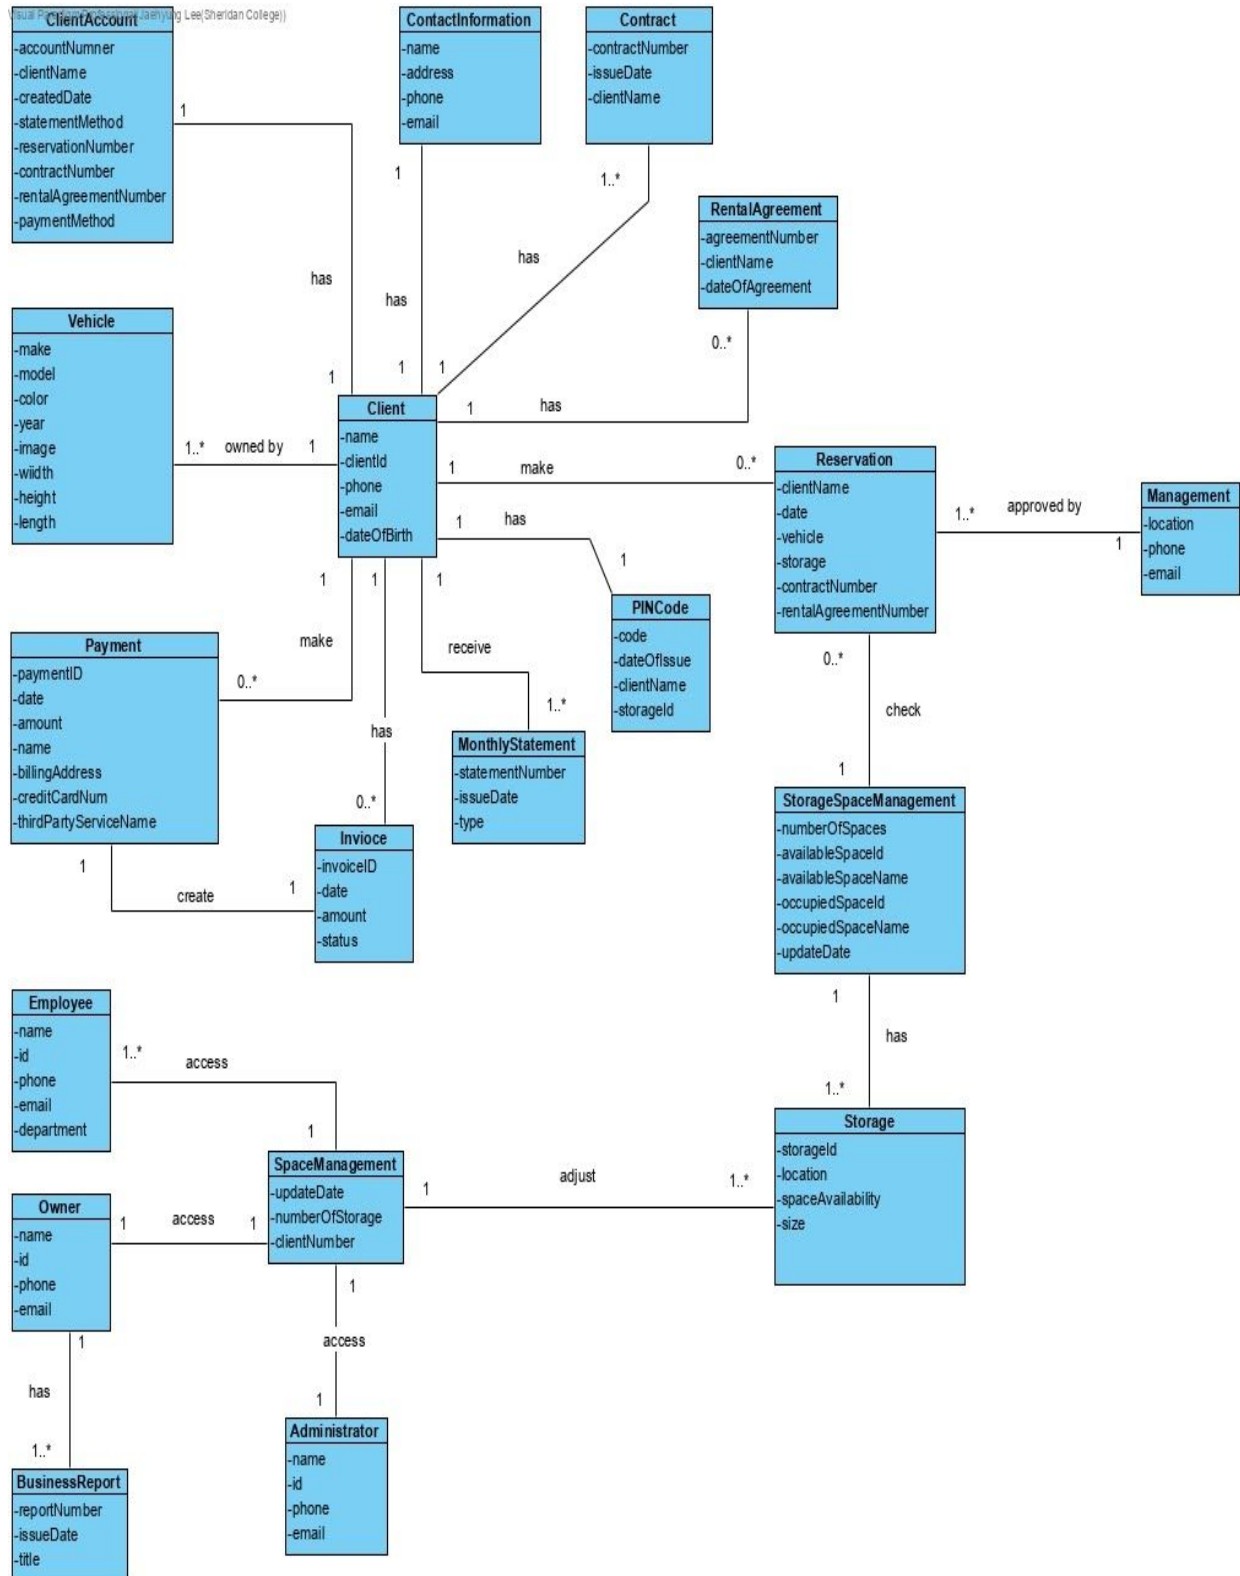 Visual Paradigm Professional(Jaehyung Lee(Sheridan College))
ClientAccount
-accountNumner
-clientName
-createdDate
-statementMethod
-reservationNumber
-contractNumber
-rentalAgreementNumber
-paymentMethod
ContactInformation
-name
-address
-phone
-email
Contract
-contractNumber
-issueDate
-clientName
1
1
1..*
RentalAgreement
-agreementNumber
-clientName
-dateOfAgreement
has
has
has
0..*
Vehicle
-make
-model
-color
-year
-image
-wiidth
-height
-length
1
1
1
1..*
owned by
1
Client
-name
-clientId
-phone
-email
-dateOfBirth
1
has
1
make
0..*
1
has
1
Reservation
-clientName
-date
-vehicle
-storage
-contractNumber
-rentalAgreementNumber
1..*
approved by
1
Management
-location
-phone
-email
1
1
1
PINCode
-code
-dateOfIssue
-clientName
-storageId
Payment
-paymentID
-date
-amount
-name
-billingAddress
-creditCardNum
-thirdPartyServiceName
make
0..*
receive
1..*
has
0..*
MonthlyStatement
-statementNumber
-issueDate
-type
0..*
check
1
StorageSpaceManagement
-numberOfSpaces
-availableSpaceId
-availableSpaceName
-occupiedSpaceId
-occupiedSpaceName
-updateDate
Invioce
-invoiceID
-date
-amount
-status
1
create
1
1
has
1..*
Employee
-name
-id
-phone
-email
-department
1..*
access
1
Storage
-storageId
-location
-spaceAvailability
-size
SpaceManagement
-updateDate
-numberOfStorage
-clientNumber
1
adjust
1..*
Owner
-name
-id
-phone
-email
1
access
1
1
access
1
1
has
1..*
Administrator
-name
-id
-phone
-email
BusinessReport
-reportNumber
-issueDate
-title